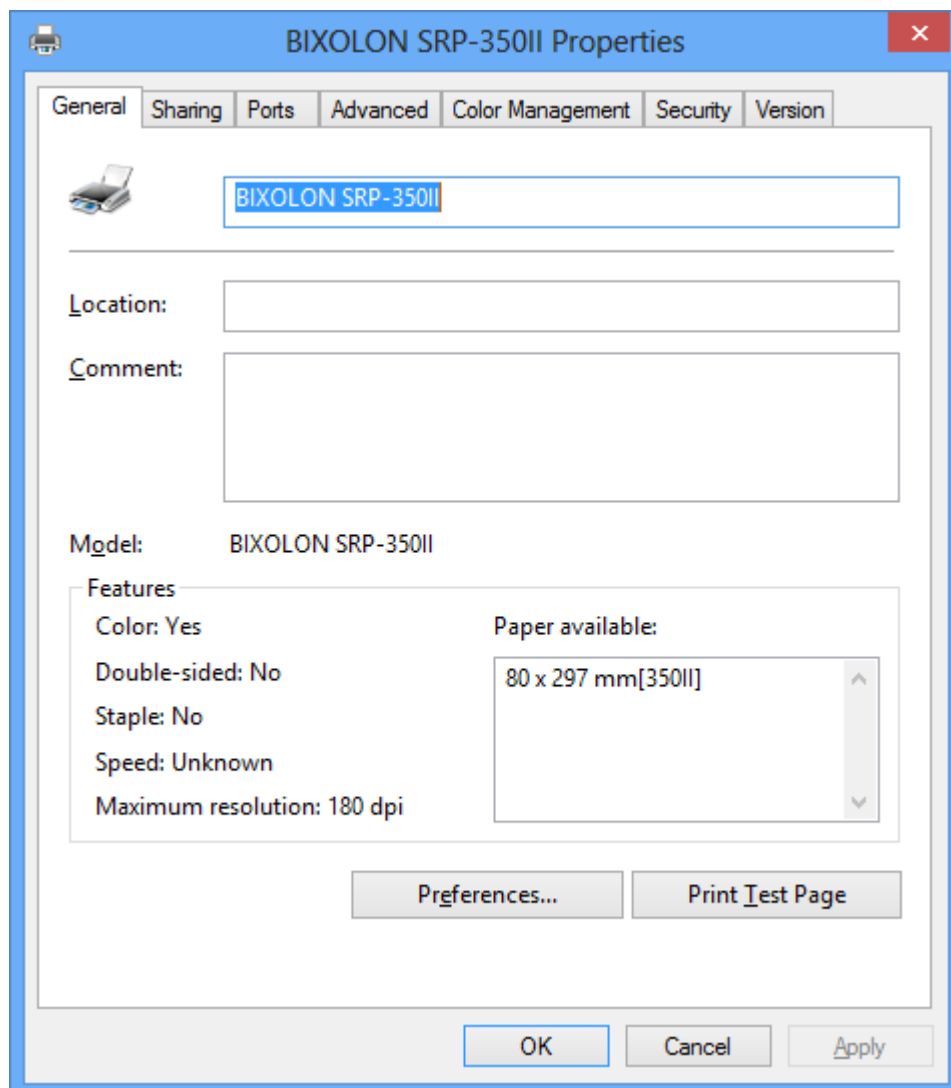 BIXOLON SRP-350II Properties
General Sharing Ports Advanced Color Management Security Version
BIXOLON SRP-350II
Location:
Comment:
Model: BIXOLON SRP-350II
Features
Color: Yes
Double-sided: No
Staple: No
Speed: Unknown
Maximum resolution: 180 dpi
Paper available:
80 x 297 mm[350II]
Preferences... Print Test Page
OK Cancel Apply